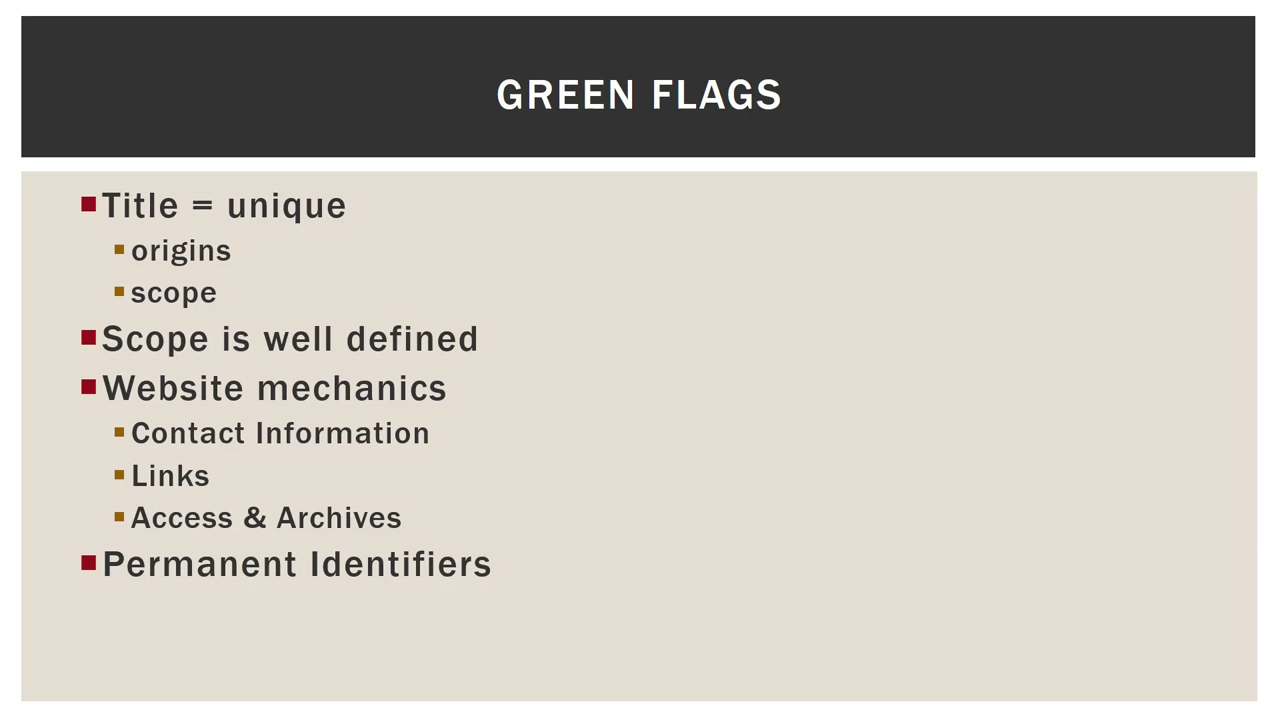 GREEN FLAGS
Title = unique
origins
scope
Scope is well defined
Website mechanics
Contact Information
Links
Access & Archives
Permanent Identifiers